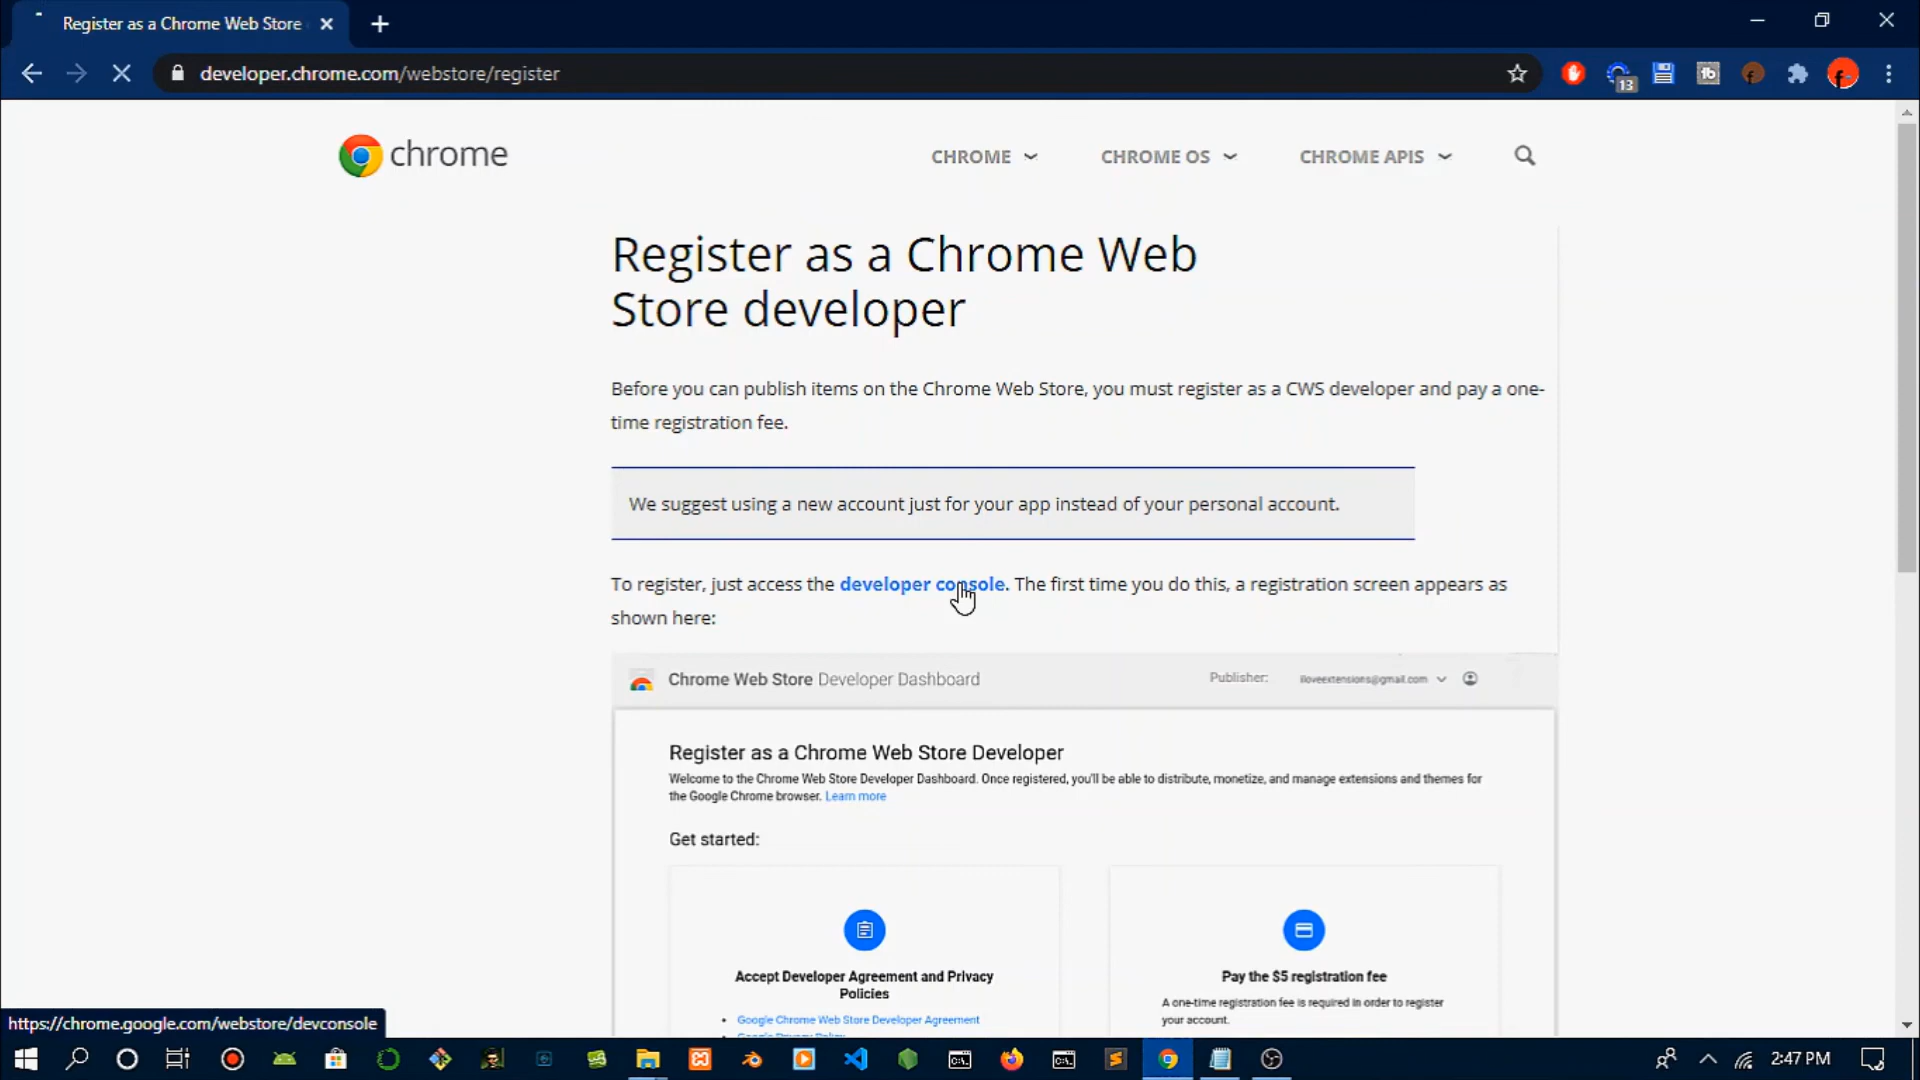 Register as a Chrome Web Store
developer.chrome.com/webstore/register
13
chrome
CHROME
CHROME OS
CHROME APIS
Register as a Chrome Web
Store developer
Before you can publish items on the Chrome Web Store, you must register as a CWS developer and pay a one-
time registration fee.
We suggest using a new account just for your app instead of your personal account.
To register, just access the developer console. The first time you do this, a registration screen appears as
shown here:
Chrome Web Store Developer Dashboard
Publisher:
iloveextensions@gmail.com
Register as a Chrome Web Store Developer
Welcome to the Chrome Web Store Developer Dashboard. Once registered, you'll be able to distribute, monetize, and manage extensions and themes for
the Google Chrome browser. Learn more
Get started:
Accept Developer Agreement and Privacy
Policies
• Google Chrome Web Store Developer Agreement
Google Privacy Policy
Pay the $5 registration fee
A one-time registration fee is required in order to register
your account.
https://chrome.google.com/webstore/devconsole
2:47 PM